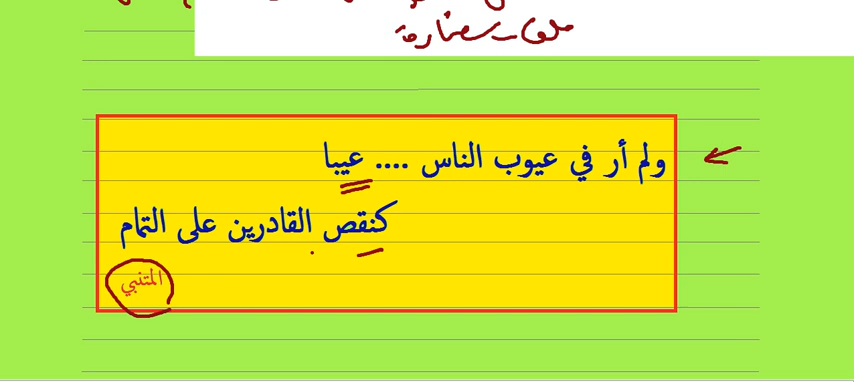 ولم أر في عيوب الناس .... عيبا
كنقص القادرين على التمام
المتنبي